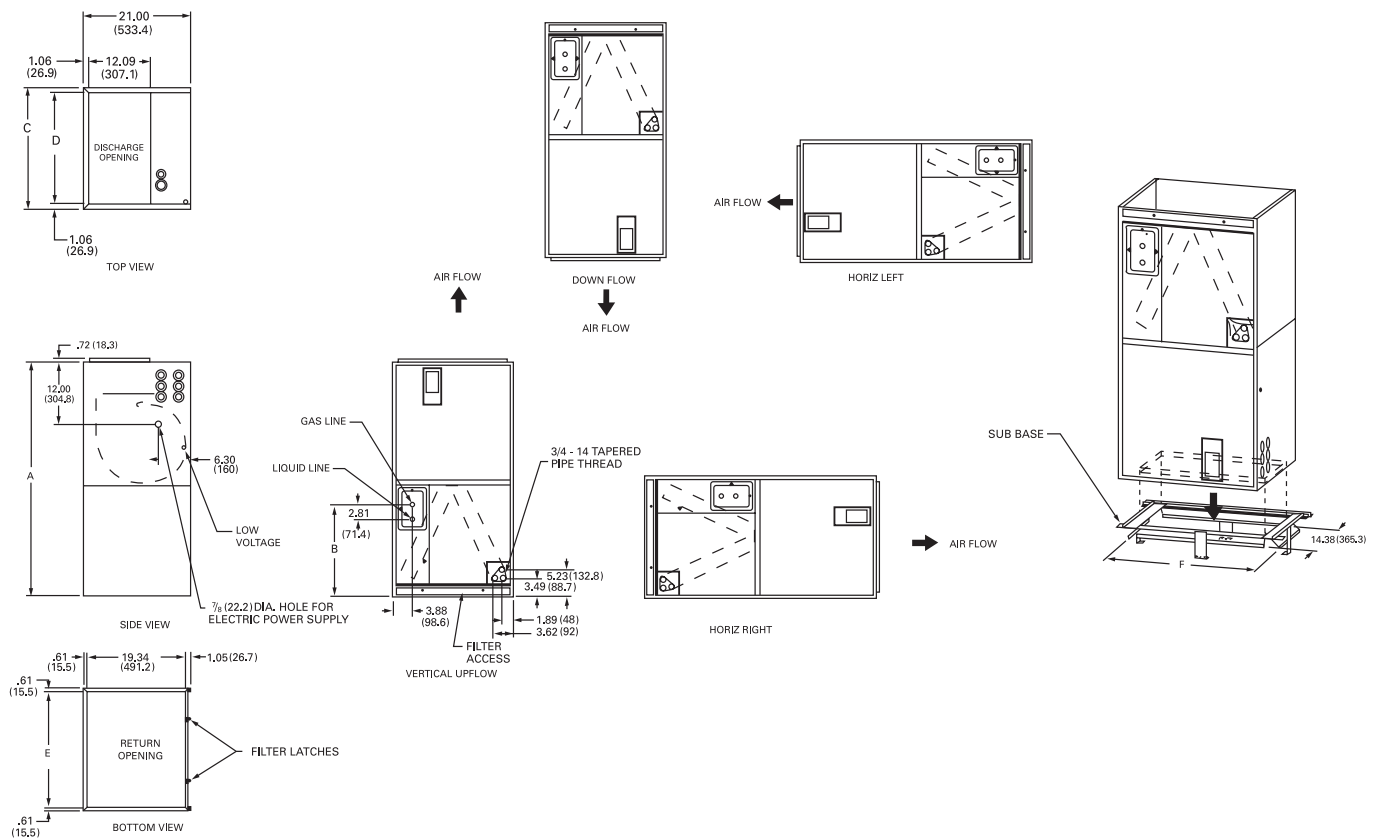 21.00
(533.4)
1.06
(26.9)
12.09
(307.1)
C
D
DISCHARGE
OPENING
1.06
(26.9)
TOP VIEW
AIR FLOW
DOWN FLOW
AIR FLOW
AIR FLOW
HORIZ LEFT
.72 (18.3)
12.00
(304.8)
A
6.30
(160)
LOW
VOLTAGE
7/8 (22.2) DIA. HOLE FOR
ELECTRIC POWER SUPPLY
SIDE VIEW
GAS LINE
LIQUID LINE
2.81
(71.4)
B
3/4 - 14 TAPERED
PIPE THREAD
5.23 (132.8)
3.49 (88.7)
3.88
(98.6)
1.89 (48)
3.62 (92)
FILTER
ACCESS
VERTICAL UPFLOW
AIR FLOW
HORIZ RIGHT
SUB BASE
14.38 (365.3)
F
.61
(15.5)
19.34
(491.2)
1.05 (26.7)
.61
(15.5)
E
RETURN
OPENING
FILTER LATCHES
.61
(15.5)
BOTTOM VIEW